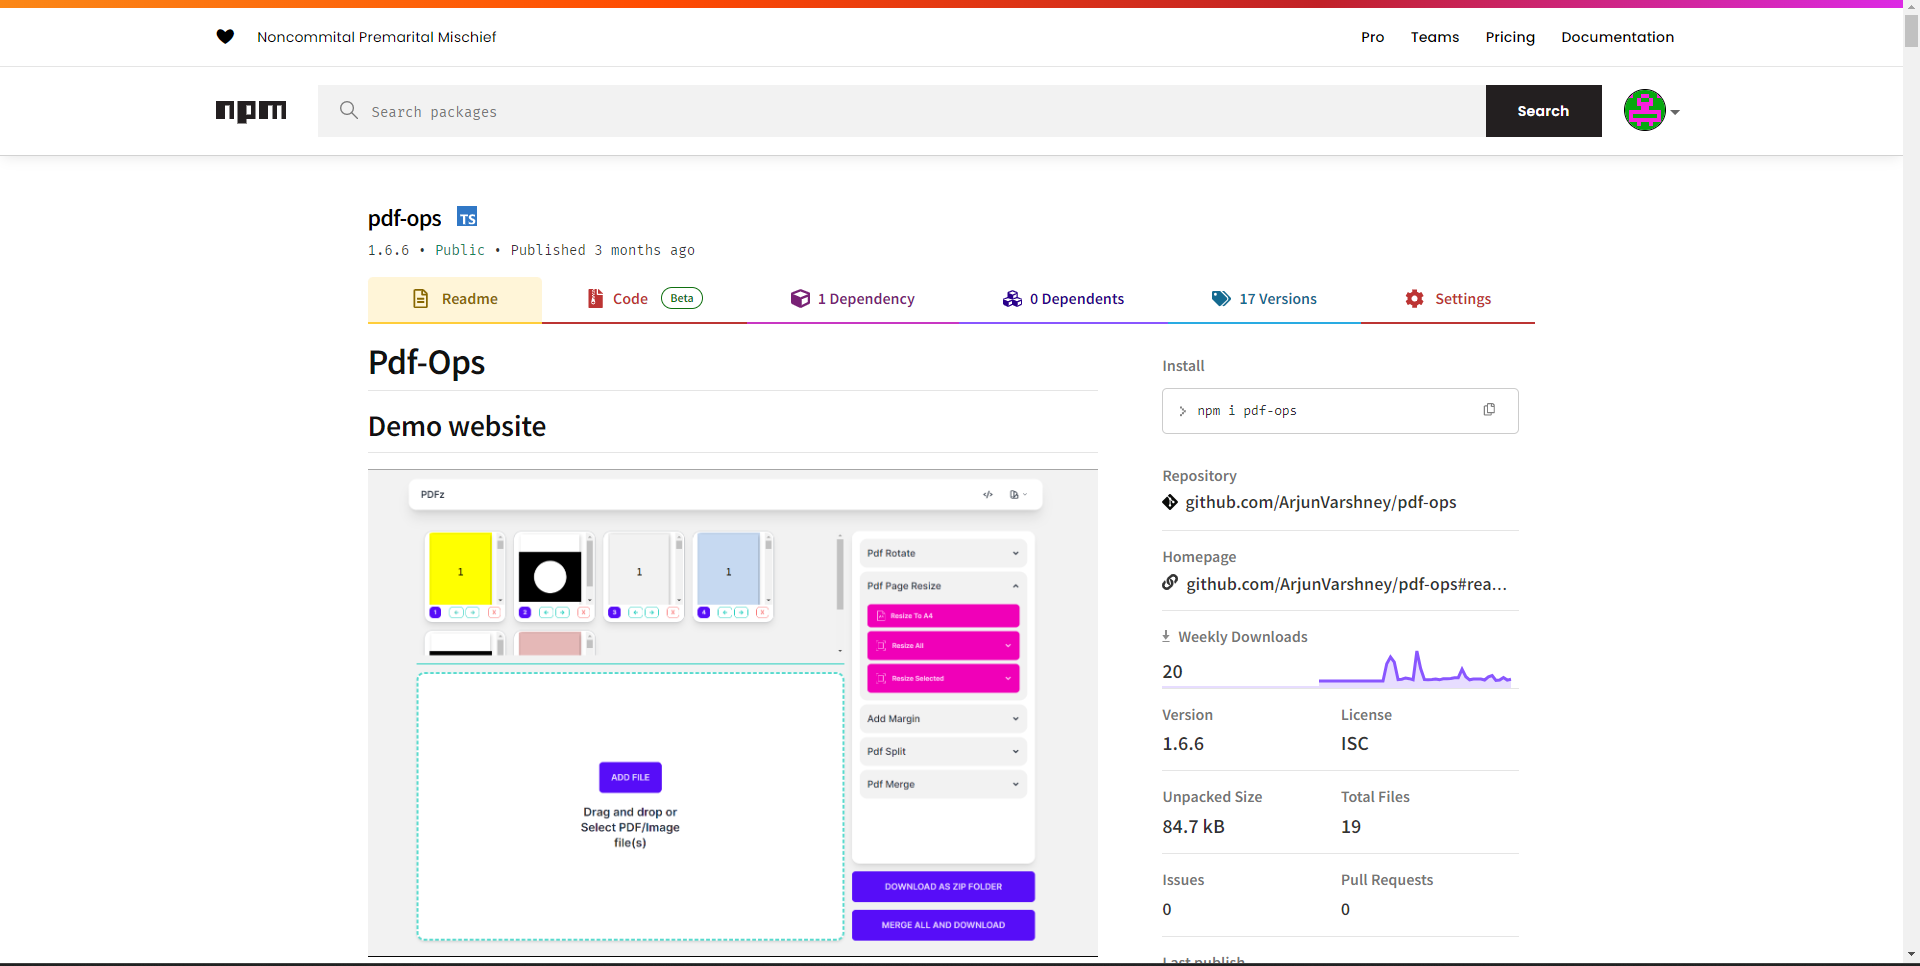 Noncommital Premarital Mischief
Pro
Teams
Pricing
Documentation
npm
Search packages
Search
pdf-ops TS
1.6.6 • Public • Published 3 months ago
Readme
Code Beta
1 Dependency
0 Dependents
17 Versions
Settings
Pdf-Ops
Demo website
PDFz
1
1
1
1
2
3
4
X
X
X
X
ADD FILE
Drag and drop or
Select PDF/Image
file(s)
Pdf Rotate
Pdf Page Resize
Resize To A4
Resize All
Resize Selected
Add Margin
Pdf Split
Pdf Merge
DOWNLOAD AS ZIP FOLDER
MERGE ALL AND DOWNLOAD
Install
npm i pdf-ops
Repository
github.com/ArjunVarshney/pdf-ops
Homepage
github.com/ArjunVarshney/pdf-ops#rea...
Weekly Downloads
20
Version
License
1.6.6
ISC
Unpacked Size
Total Files
84.7 kB
19
Issues
Pull Requests
0
0
Last publish